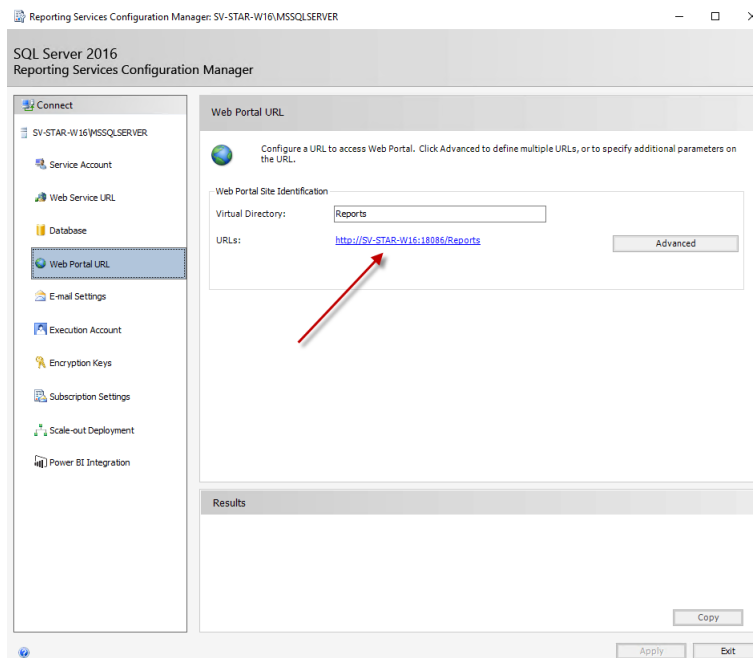 Reporting Services Configuration Manager: SV-STAR-W16\MSSQLSERVER
SQL Server 2016
Reporting Services Configuration Manager
Connect
SV-STAR-W16\MSSQLSERVER
Service Account
Web Service URL
Database
Web Portal URL
E-mail Settings
Execution Account
Encryption Keys
Subscription Settings
Scale-out Deployment
Power BI Integration
Web Portal URL
Configure a URL to access Web Portal. Click Advanced to define multiple URLs, or to specify additional parameters on
the URL.
Web Portal Site Identification
Virtual Directory: Reports
URLs: http://SV-STAR-W16:18086/Reports Advanced
Results
Copy
Apply Exit